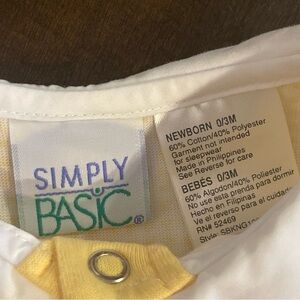 SIMPLY
BASIC®
NEWBORN 0/3M
60% Cotton/40% Polyester
Garment not intended
for sleepwear
Made in Philippines
See Reverse for care
BEBÉS 0/3M
60% Algodon/40% Poliester
No use esta prenda para dormir
Hecho en Filipinas
Ve el reverso para el cuidado
RN# 52469
Style: